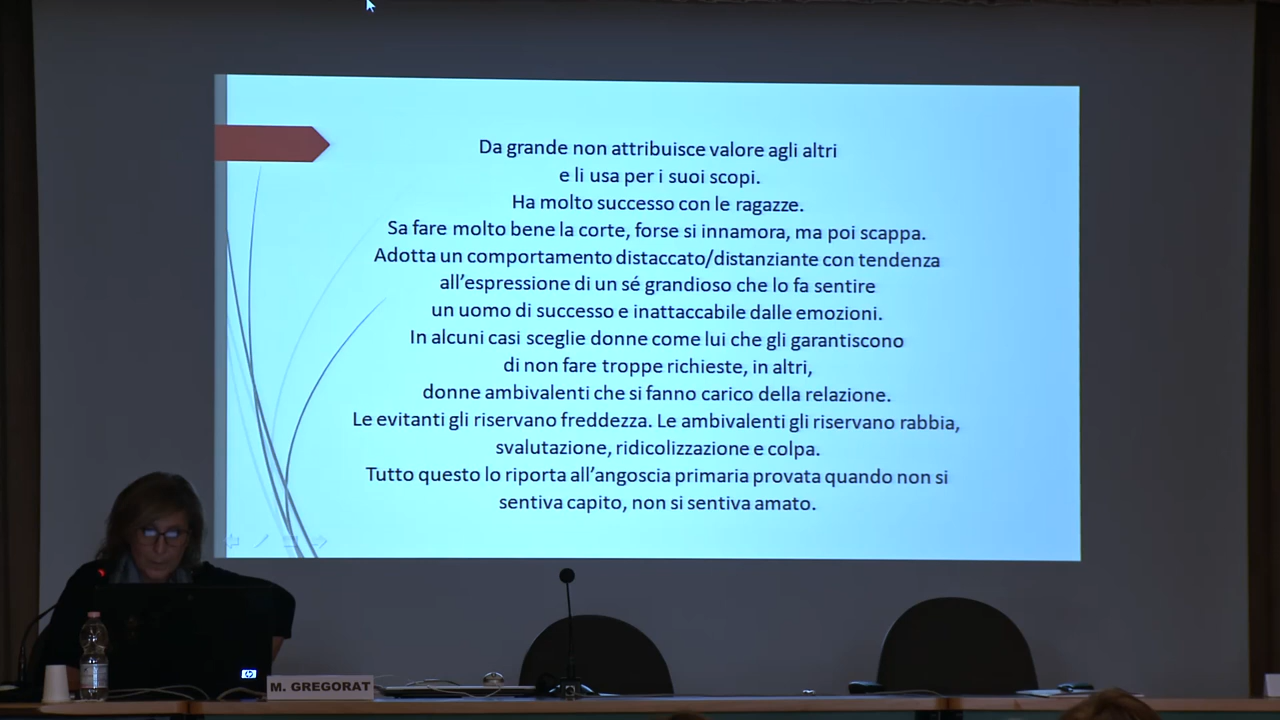 Da grande non attribuisce valore agli altri
e li usa per i suoi scopi.
Ha molto successo con le ragazze.
Sa fare molto bene la corte, forse si innamora, ma poi scappa.
Adotta un comportamento distaccato/distanziante con tendenza
all'espressione di un sé grandioso che lo fa sentire
un uomo di successo e inattaccabile dalle emozioni.
In alcuni casi sceglie donne come lui che gli garantiscono
di non fare troppe richieste, in altri,
donne ambivalenti che si fanno carico della relazione.
Le evitanti gli riservano freddezza. Le ambivalenti gli riservano rabbia,
svalutazione, ridicolizzazione e colpa.
Tutto questo lo riporta all'angoscia primaria provata quando non si
sentiva capito, non si sentiva amato.
hp
M. GREGORAT